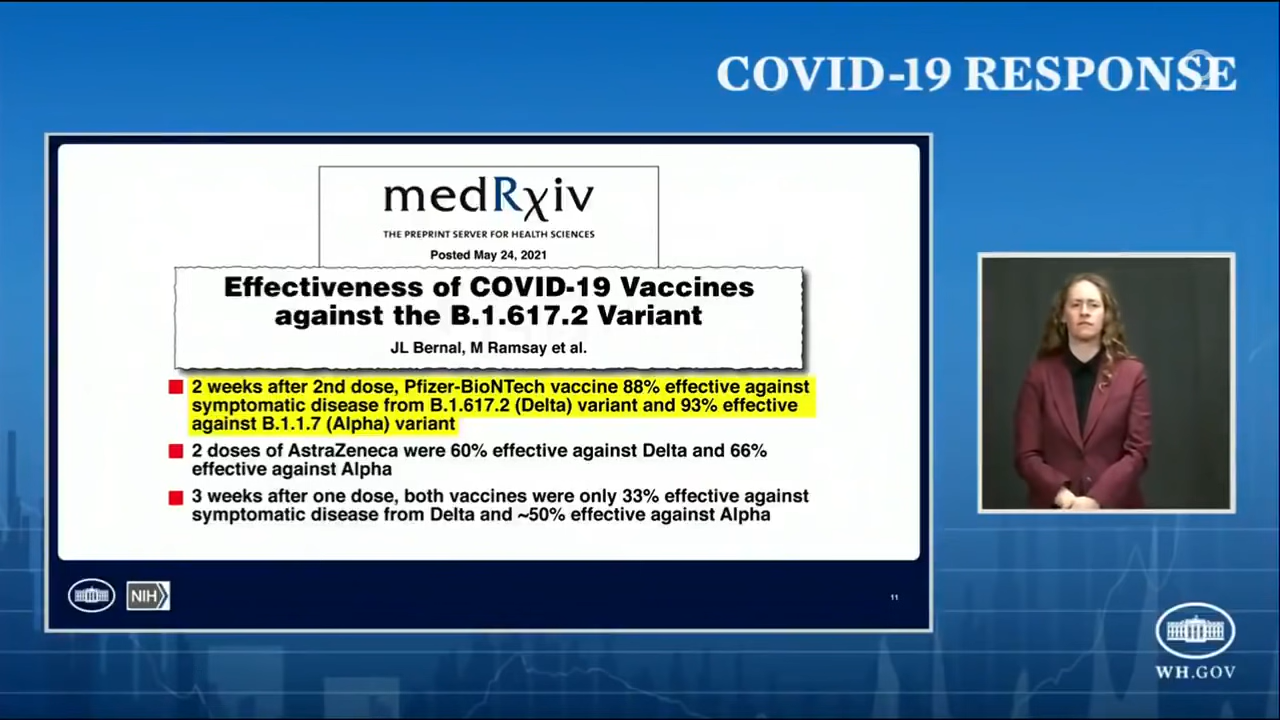 COVID-19 RESPONSE
medRχiv
THE PREPRINT SERVER FOR HEALTH SCIENCES
Posted May 24, 2021
Effectiveness of COVID-19 Vaccines
against the B.1.617.2 Variant
JL Bernal, M Ramsay et al.
2 weeks after 2nd dose, Pfizer-BioNTech vaccine 88% effective against
symptomatic disease from B.1.617.2 (Delta) variant and 93% effective
against B.1.1.7 (Alpha) variant
2 doses of AstraZeneca were 60% effective against Delta and 66%
effective against Alpha
3 weeks after one dose, both vaccines were only 33% effective against
symptomatic disease from Delta and ~50% effective against Alpha
NIH
11
WH.GOV